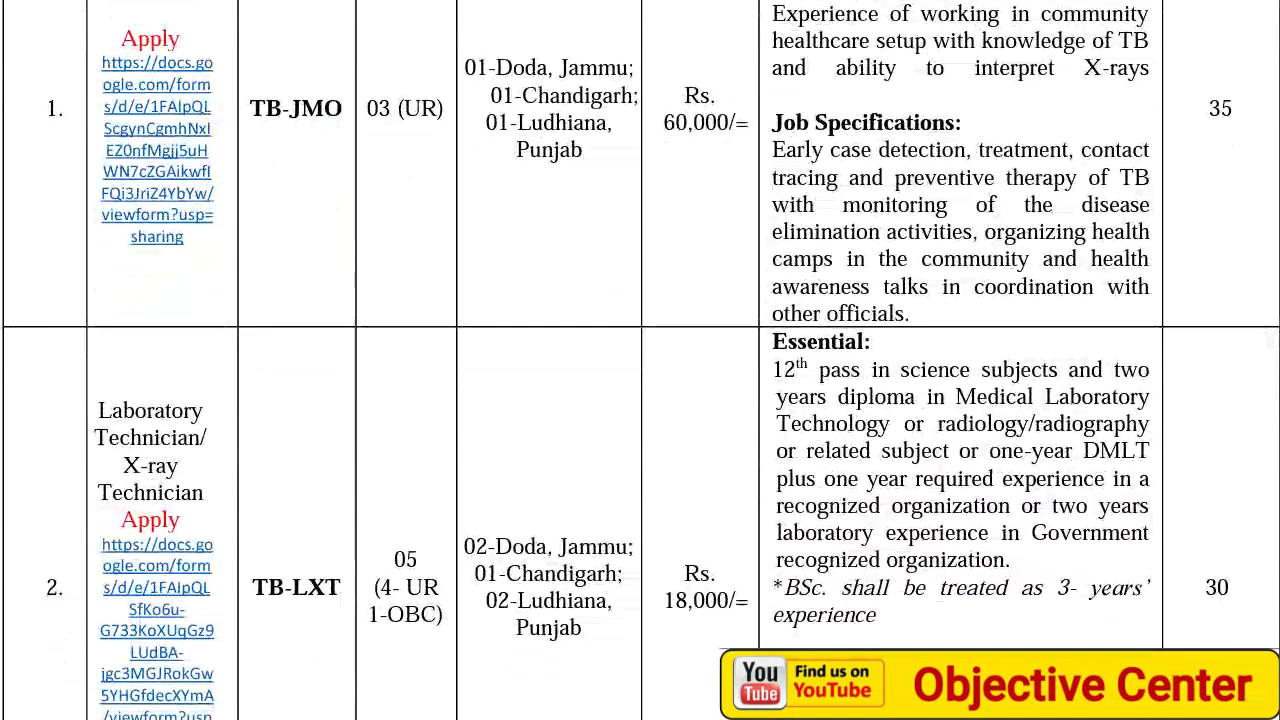 Apply
https://docs.go
ogle.com/form
s/d/e/1FAIpQL
ScgynCgmhNxI
EZ0nfMgjj5uH
WN7cZGAikwfI
FQi3JriZ4YbYw/
viewform?usp=
sharing
1.
TB-JMO
03 (UR)
01-Doda, Jammu;
01-Chandigarh;
01-Ludhiana,
Punjab
Rs.
60,000/=
Experience of working in community
healthcare setup with knowledge of TB
and ability to interpret X-rays
Job Specifications:
Early case detection, treatment, contact
tracing and preventive therapy of TB
with monitoring of the disease
elimination activities, organizing health
camps in the community and health
awareness talks in coordination with
other officials.
35
2.
Laboratory
Technician/
X-ray
Technician
Apply
https://docs.go
ogle.com/form
s/d/e/1FAIpQL
SfKo6u-
G733KoXUqGz9
LUdBA-
jgc3MGJRokGw
5YHGfdecXYmA
/viewform?usp
TB-LXT
05
(4- UR
1-OBC)
02-Doda, Jammu;
01-Chandigarh;
02-Ludhiana,
Punjab
Rs.
18,000/=
Essential:
12th pass in science subjects and two
years diploma in Medical Laboratory
Technology or radiology/radiography
or related subject or one-year DMLT
plus one year required experience in a
recognized organization or two years
laboratory experience in Government
recognized organization.
*BSc. shall be treated as 3- years’
experience
30
You
Tube
Find us on
YouTube
Objective Center